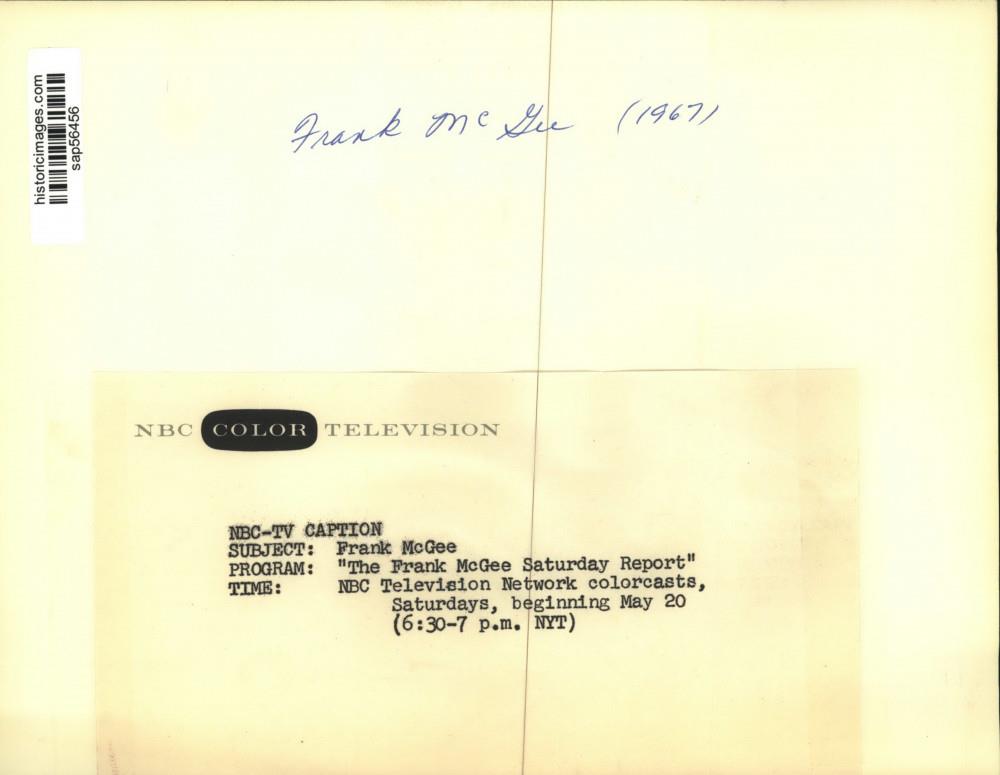 historicimages.com
sap56456
Frank McGee (1967)
NBC COLOR TELEVISION
NBC-TV CAPTION
SUBJECT: Frank McGee
PROGRAM: "The Frank McGee Saturday Report"
TIME: NBC Television Network colorcasts,
Saturdays, beginning May 20
(6:30-7 p.m. NYT)